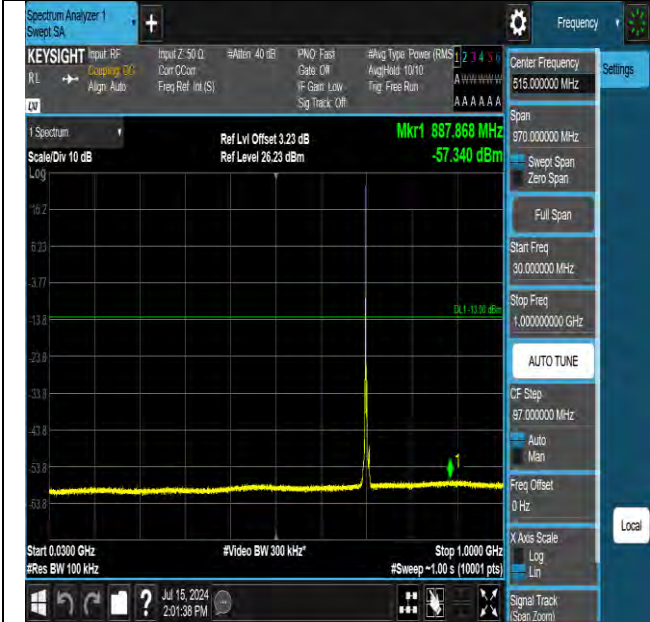 Spectrum Analyzer 1
Swept SA
+
Frequency
KEYSIGHT
RL
LXI
Input: RF
Coupling: DC
Align: Auto
Input Z: 50 Ω
Corr CCorr
Freq Ref: Int (S)
#Atten: 40 dB
PNO: Fast
Gate: Off
IF Gain: Low
Sig Track: Off
#Avg Type: Power (RMS
Avg|Hold: 10/10
Trig: Free Run
1 2 3 4 5 6
A W W W W W
A A A A A A
1 Spectrum
Scale/Div 10 dB
Log
Ref Lvl Offset 3.23 dB
Ref Level 26.23 dBm
Mkr1 887.868 MHz
-57.340 dBm
16.2
6.23
-3.77
DL1 -13.00 dBm
-13.8
-23.8
-33.8
-43.8
-53.8
1
-63.8
Start 0.0300 GHz
#Video BW 300 kHz*
Stop 1.0000 GHz
#Res BW 100 kHz
#Sweep ~1.00 s (10001 pts)
?
Jul 15, 2024
2:01:38 PM
Center Frequency
515.000000 MHz
Settings
Span
970.000000 MHz
Swept Span
Zero Span
Full Span
Start Freq
30.000000 MHz
Stop Freq
1.000000000 GHz
AUTO TUNE
CF Step
97.000000 MHz
Auto
Man
Freq Offset
0 Hz
Local
X Axis Scale
Log
Lin
Signal Track
(Span Zoom)